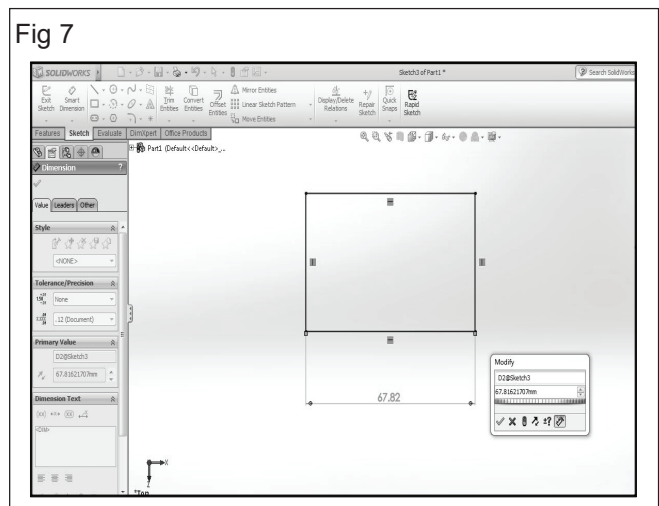 Fig 7
SOLIDWORKS
Sketch3 of Part1 *
Search SolidWorks
Exit Sketch
Smart Dimension
Trim Entities
Convert Entities
Offset Entities
Mirror Entities
Linear Sketch Pattern
Move Entities
Display/Delete Relations
Repair Sketch
Quick Snaps
Rapid Sketch
Features Sketch Evaluate DimXpert Office Products
Part1 (Default<<Default>_...
Dimension ?
Value Leaders Other
Style
<NONE>
Tolerance/Precision
None
.12 (Document)
Primary Value
D2@Sketch3
67.81621707mm
Dimension Text
<DIM>
67.82
Modify
D2@Sketch3
67.81621707mm
X
Z
*Top